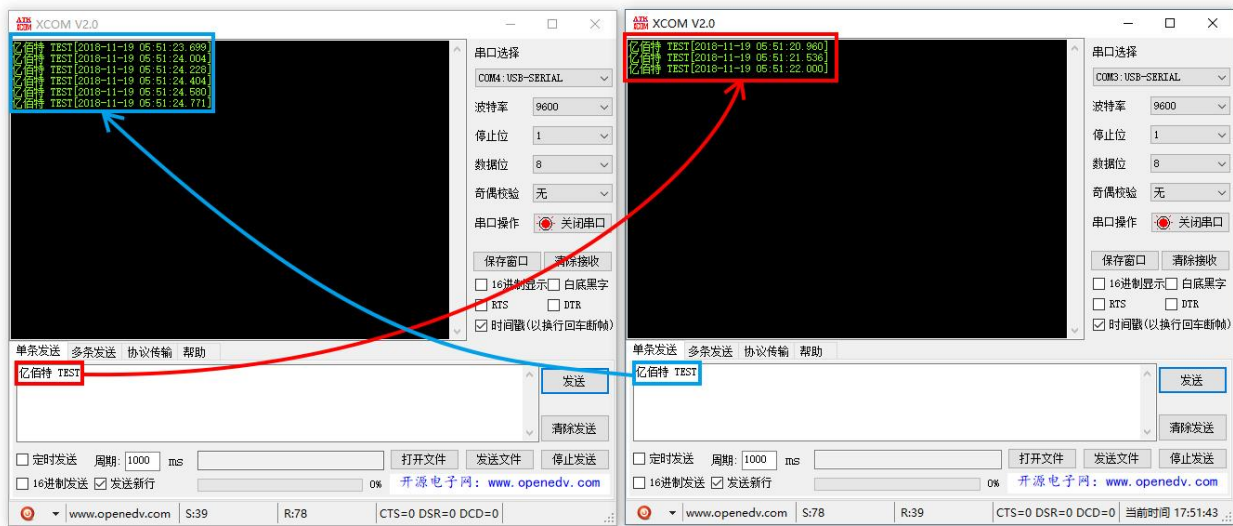 ATK XCOM XCOM V2.0
亿佰特 TEST[2018-11-19 05:51:23.699]
亿佰特 TEST[2018-11-19 05:51:24.004]
亿佰特 TEST[2018-11-19 05:51:24.228]
亿佰特 TEST[2018-11-19 05:51:24.404]
亿佰特 TEST[2018-11-19 05:51:24.580]
亿佰特 TEST[2018-11-19 05:51:24.771]
串口选择
COM4:USB-SERIAL
波特率 9600
停止位 1
数据位 8
奇偶校验 无
串口操作 关闭串口
保存窗口 清除接收
16进制显示 白底黑字
RTS DTR
时间戳(以换行回车断帧)
单条发送 多条发送 协议传输 帮助
亿佰特 TEST
发送
清除发送
定时发送 周期: 1000 ms 打开文件 发送文件 停止发送
16进制发送 发送新行 0% 开源电子网：www.openedv.com
www.openedv.com S:39 R:78 CTS=0 DSR=0 DCD=0
ATK XCOM XCOM V2.0
亿佰特 TEST[2018-11-19 05:51:20.960]
亿佰特 TEST[2018-11-19 05:51:21.536]
亿佰特 TEST[2018-11-19 05:51:22.000]
串口选择
COM3:USB-SERIAL
波特率 9600
停止位 1
数据位 8
奇偶校验 无
串口操作 关闭串口
保存窗口 清除接收
16进制显示 白底黑字
RTS DTR
时间戳(以换行回车断帧)
单条发送 多条发送 协议传输 帮助
亿佰特 TEST
发送
清除发送
定时发送 周期: 1000 ms 打开文件 发送文件 停止发送
16进制发送 发送新行 0% 开源电子网：www.openedv.com
www.openedv.com S:78 R:39 CTS=0 DSR=0 DCD=0 当前时间 17:51:43